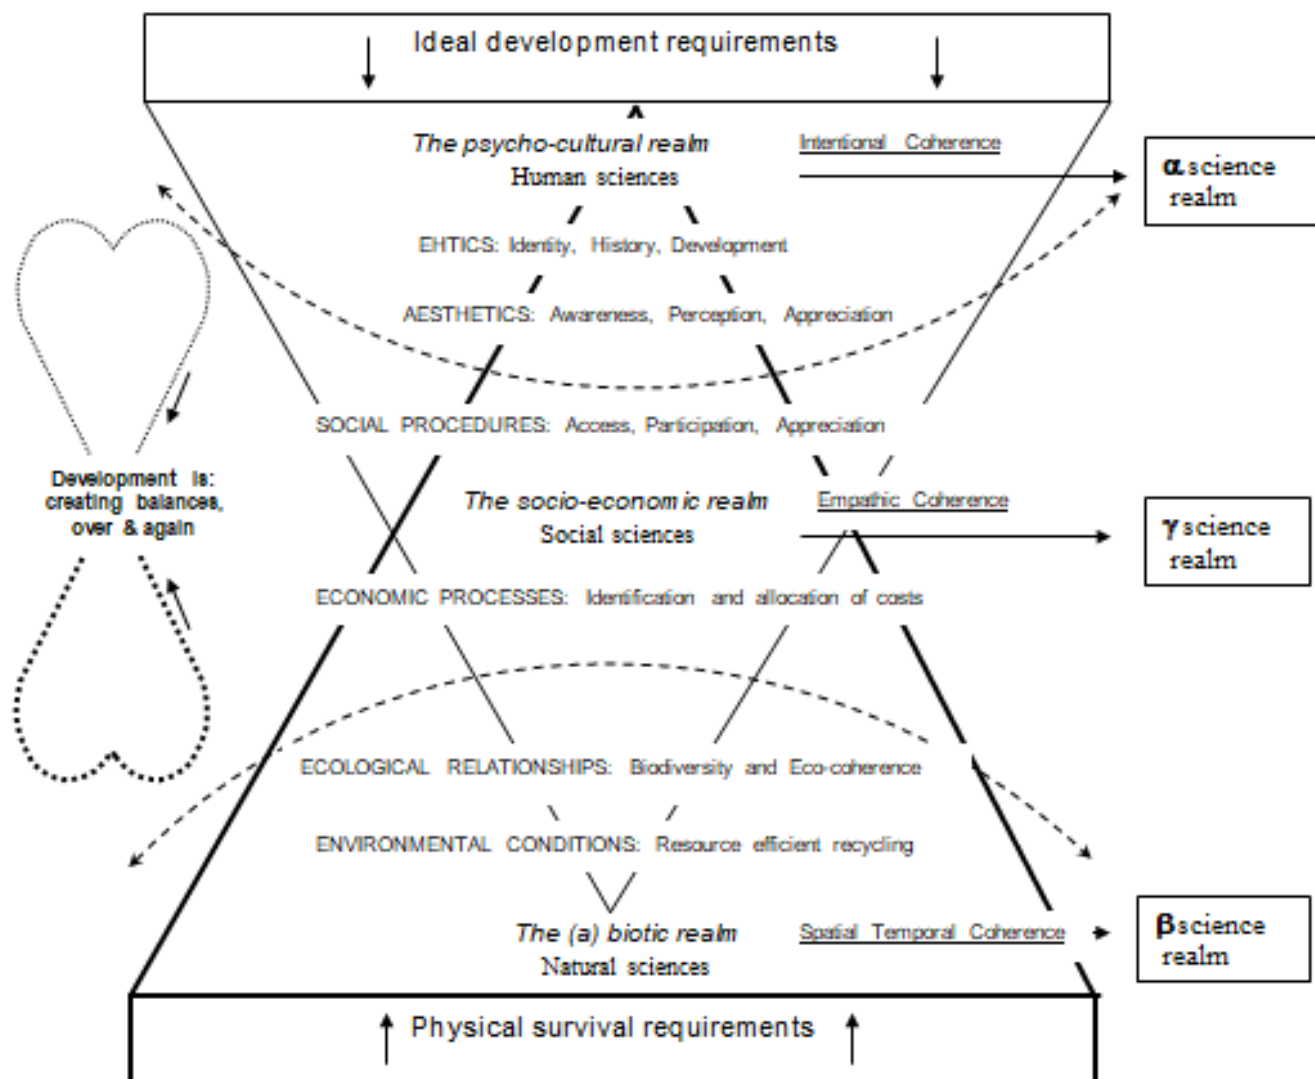 Ideal development requirements
The psycho-cultural realm
Intentional Coherence
Human sciences
α science
realm
EHTICS: Identity, History, Development
AESTHETICS: Awareness, Perception, Appreciation
SOCIAL PROCEDURES: Access, Participation, Appreciation
Development is:
creating balances,
over & again
The socio-economic realm
Empathic Coherence
Social sciences
γ science
realm
ECONOMIC PROCESSES: Identification and allocation of costs
ECOLOGICAL RELATIONSHIPS: Biodiversity and Eco-coherence
ENVIRONMENTAL CONDITIONS: Resource efficient recycling
The (a) biotic realm
Spatial Temporal Coherence
Natural sciences
β science
realm
Physical survival requirements